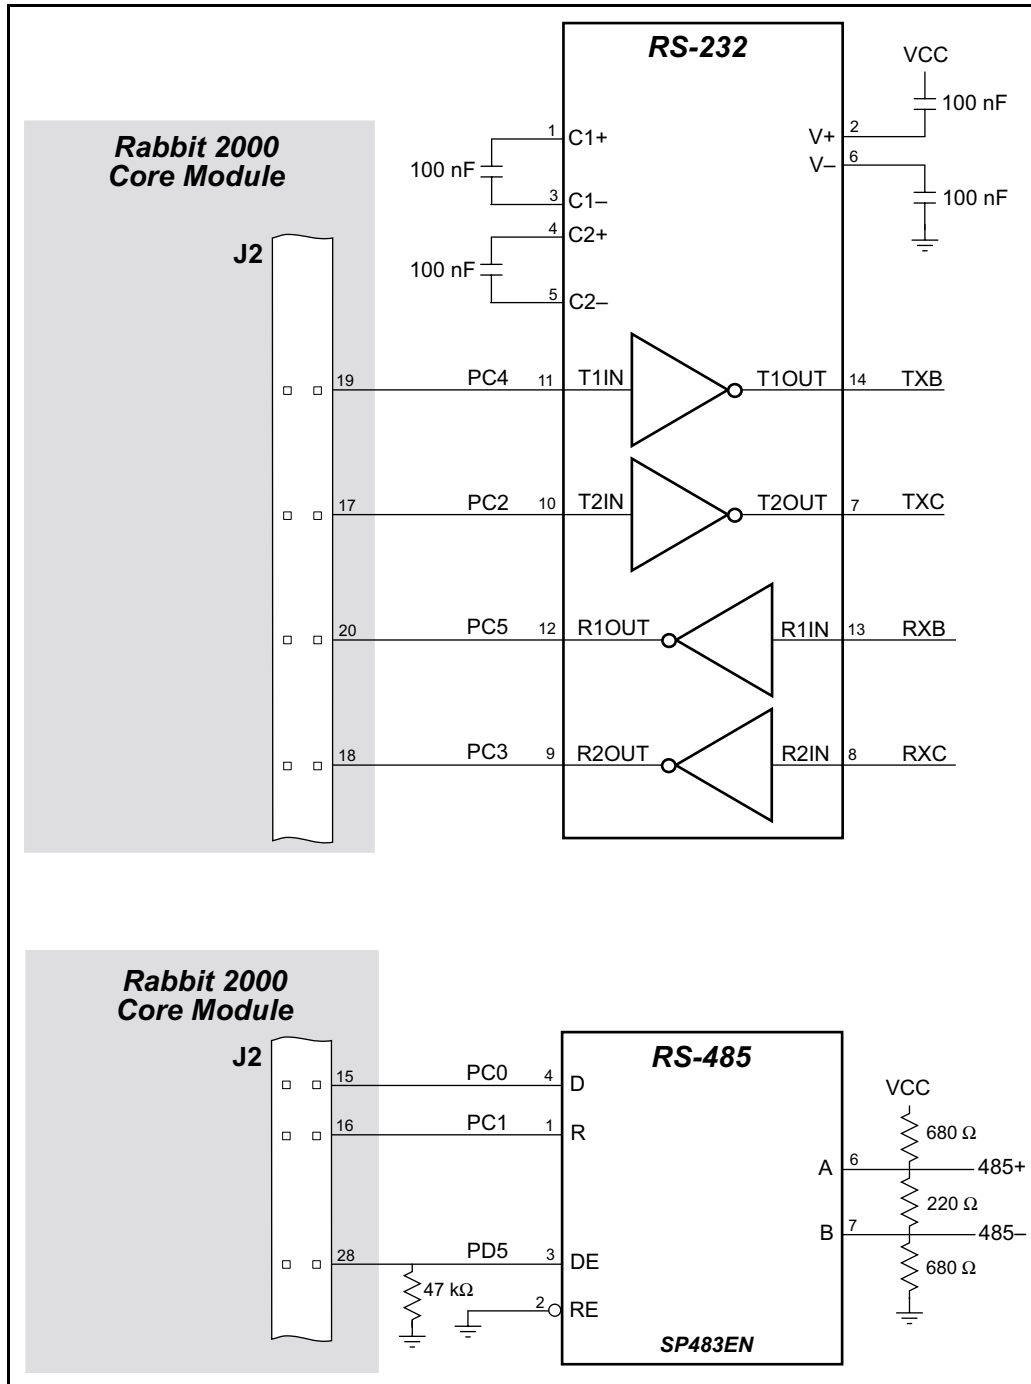 RS-232
VCC
100 nF
Rabbit 2000
Core Module
1 C1+
V+ 2
V– 6
100 nF
3 C1–
100 nF
4 C2+
J2
100 nF
5 C2–
19 PC4 11 T1IN T1OUT 14 TXB
17 PC2 10 T2IN T2OUT 7 TXC
20 PC5 12 R1OUT R1IN 13 RXB
18 PC3 9 R2OUT R2IN 8 RXC
Rabbit 2000
Core Module
RS-485
J2
15 PC0 4 D
VCC
16 PC1 1 R
680 Ω
A 6 485+
220 Ω
B 7 485–
28 PD5 3 DE
680 Ω
47 kΩ
2 RE
SP483EN